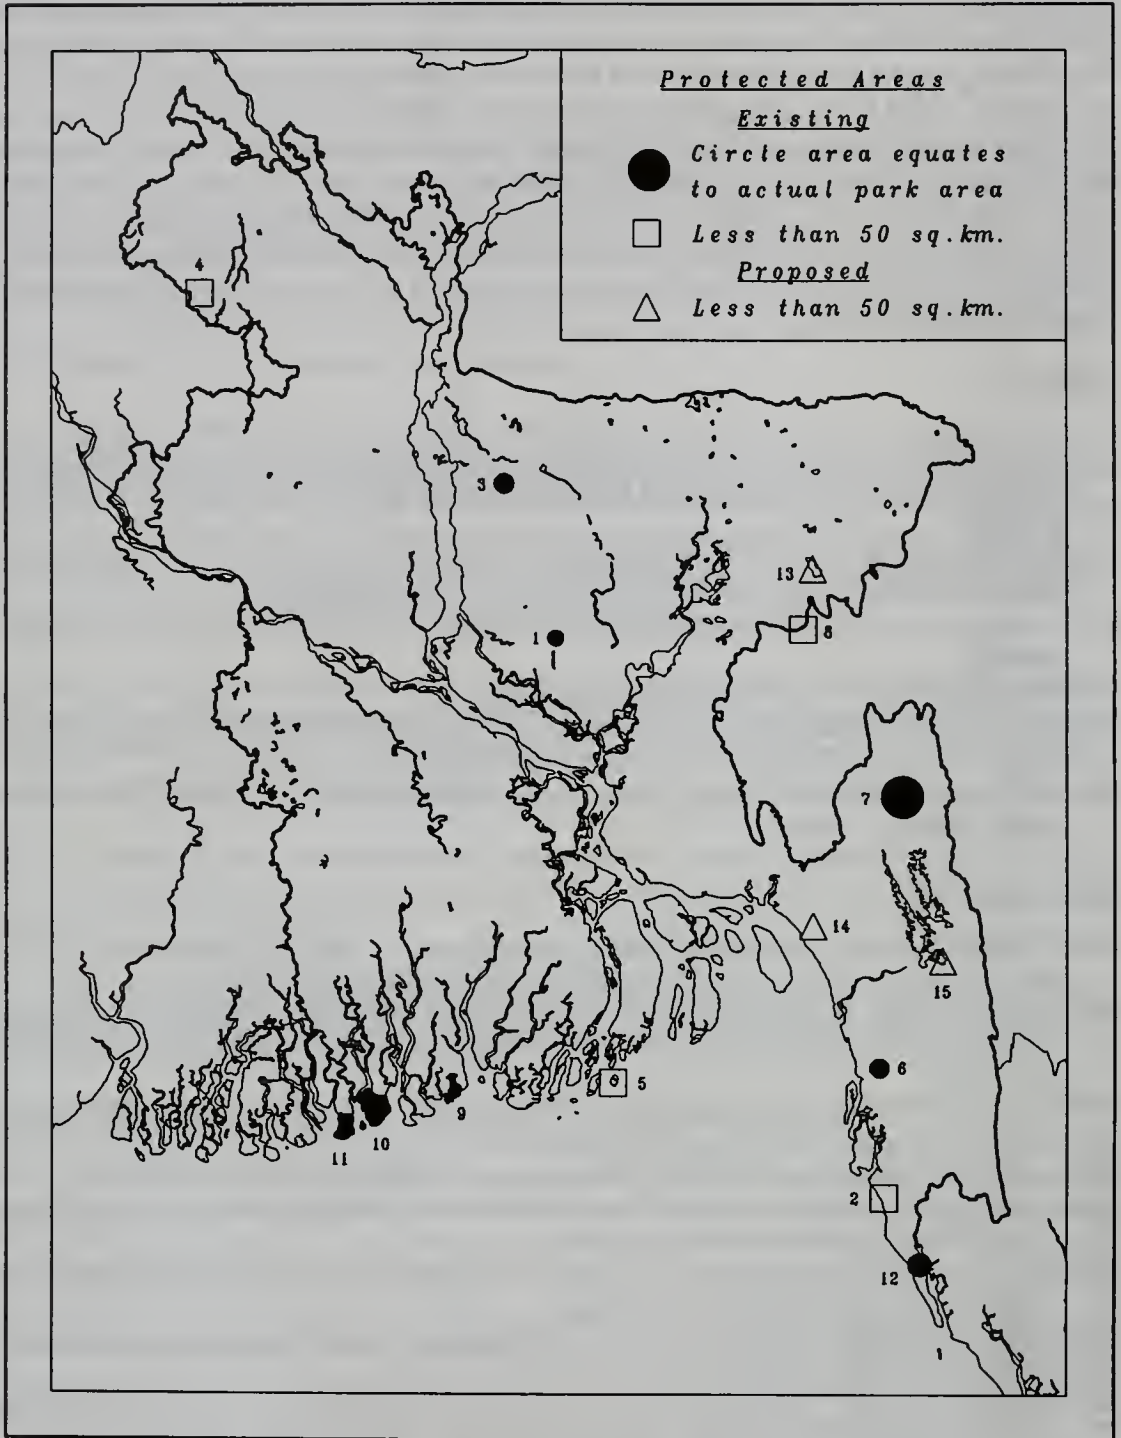 Protected Areas
Existing
Circle area equates
to actual park area
Less than 50 sq.km.
Proposed
Less than 50 sq.km.
4
3
13
1
8
7
14
15
6
5
9
10
11
2
12